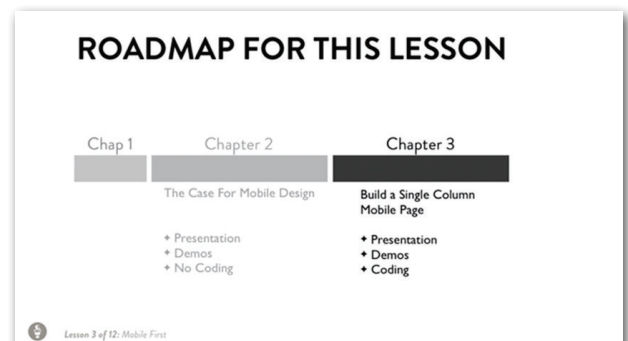 ROADMAP FOR THIS LESSON
Chap 1
Chapter 2
Chapter 3
The Case For Mobile Design
✦ Presentation
✦ Demos
✦ No Coding
Build a Single Column
Mobile Page
✦ Presentation
✦ Demos
✦ Coding
Lesson 3 of 12: Mobile First